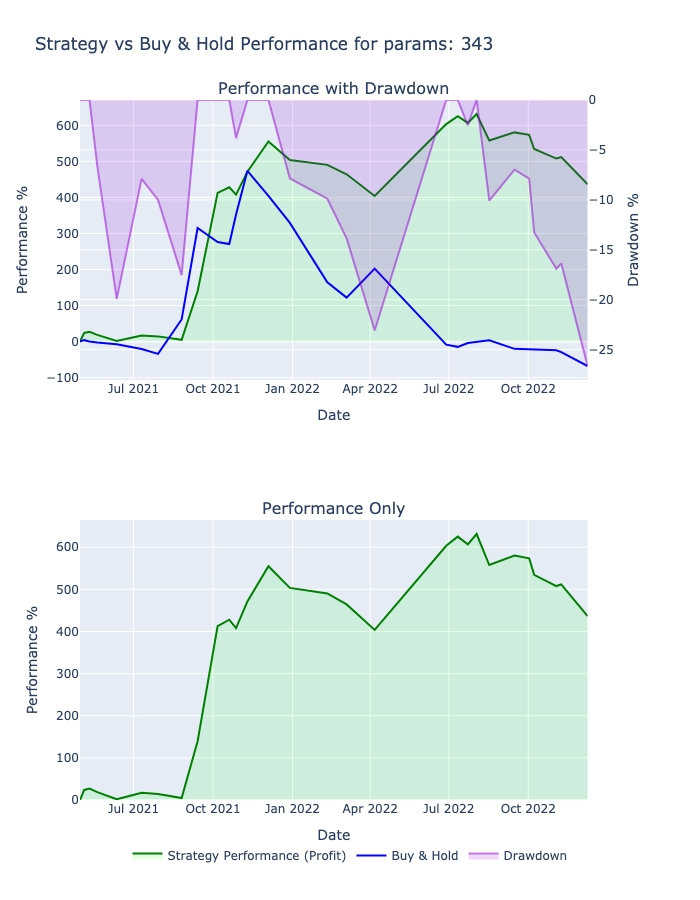 Strategy vs Buy & Hold Performance for params: 343
Performance with Drawdown
Performance %
600
500
400
300
200
100
0
−100
0
−5
−10
−15
−20
−25
Drawdown %
Jul 2021
Oct 2021
Jan 2022
Apr 2022
Jul 2022
Oct 2022
Date
Performance Only
Performance %
600
500
400
300
200
100
0
Jul 2021
Oct 2021
Jan 2022
Apr 2022
Jul 2022
Oct 2022
Date
Strategy Performance (Profit)
Buy & Hold
Drawdown